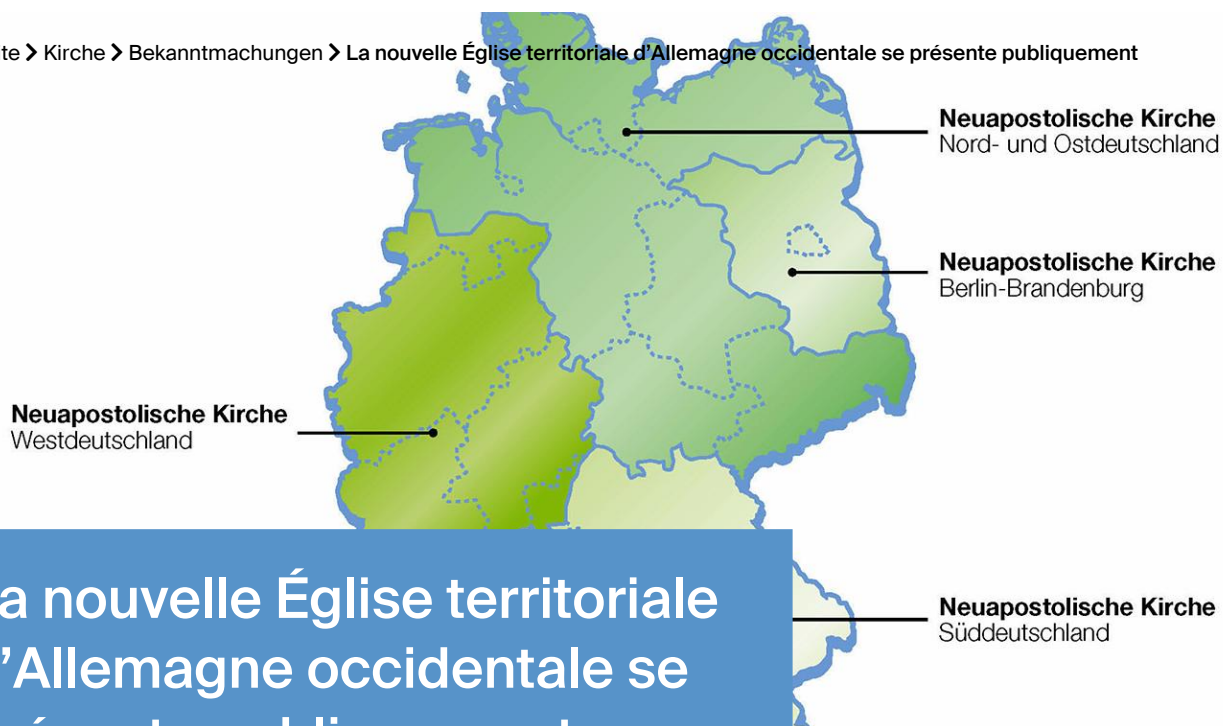 te > Kirche > Bekanntmachungen > La nouvelle Église territoriale d'Allemagne occidentale se présente publiquement
Neuapostolische Kirche
Nord- und Ostdeutschland
Neuapostolische Kirche
Berlin-Brandenburg
Neuapostolische Kirche
Westdeutschland
a nouvelle Église territoriale
'Allemagne occidentale se
publiquement
Neuapostolische Kirche
Süddeutschland